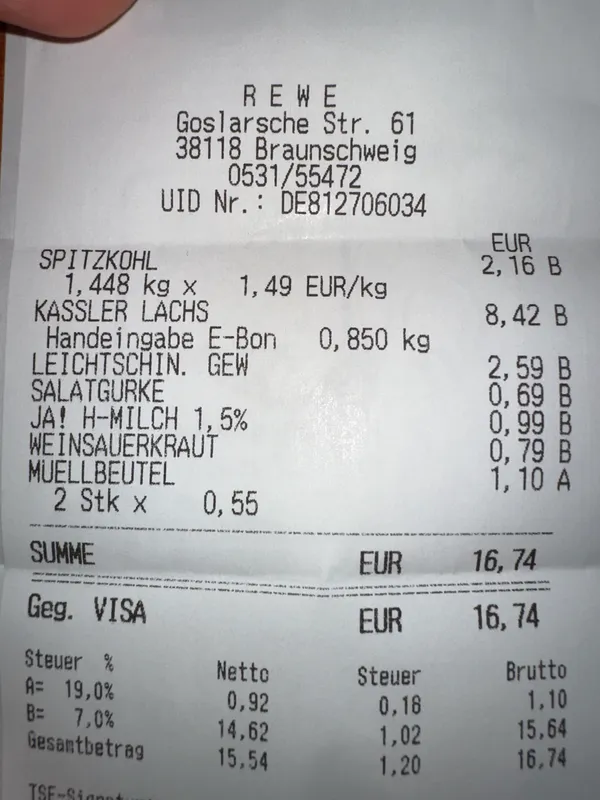 R E W E
Goslarsche Str. 61
38118 Braunschweig
0531/55472
UID Nr.: DE812706034
EUR
SPITZKOHL 2,16 B
1,448 kg x 1,49 EUR/kg
KASSLER LACHS 8,42 B
Handeingabe E-Bon 0,850 kg
LEICHTSCHIN. GEW 2,59 B
SALATGURKE 0,69 B
JA! H-MILCH 1,5% 0,99 B
WEINSAUERKRAUT 0,79 B
MUELLBEUTEL 1,10 A
2 Stk x 0,55
SUMME EUR 16,74
Geg. VISA EUR 16,74
Steuer % Netto Steuer Brutto
A= 19,0% 0,92 0,18 1,10
B= 7,0% 14,62 1,02 15,64
Gesamtbetrag 15,54 1,20 16,74